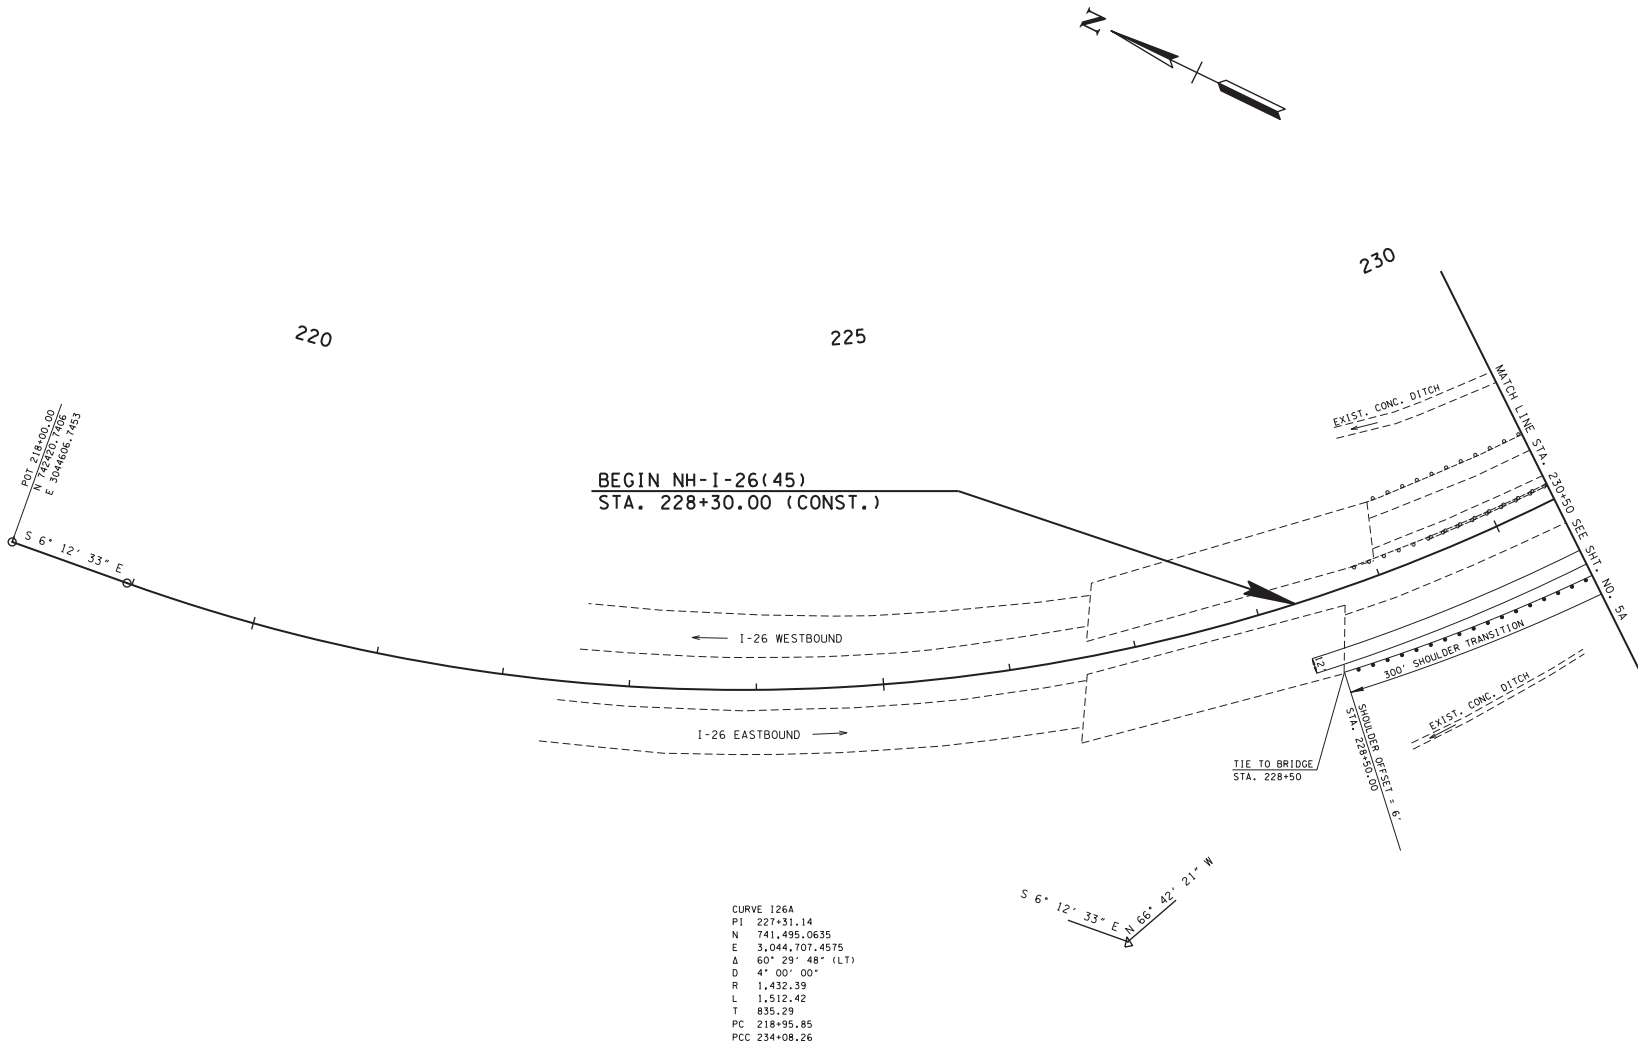 N
230
220
225
MATCH LINE STA. 230+50 SEE SHT. NO. 5A
EXIST. CONC. DITCH
POT 218+00.00
N 742420.7406
E 3044606.7453
S 6° 12' 33" E
BEGIN NH-I-26(45)
STA. 228+30.00 (CONST.)
I-26 WESTBOUND
I-26 EASTBOUND
12'
300' SHOULDER TRANSITION
EXIST. CONC. DITCH
SHOULDER OFFSET = 6'
STA. 228+50.00
TIE TO BRIDGE
STA. 228+50
S 6° 12' 33" E
N 66° 42' 21" W
CURVE I26A
PI 227+31.14
N 741,495.0635
E 3,044,707.4575
Δ 60° 29' 48" (LT)
D 4° 00' 00"
R 1,432.39
L 1,512.42
T 835.29
PC 218+95.85
PCC 234+08.26